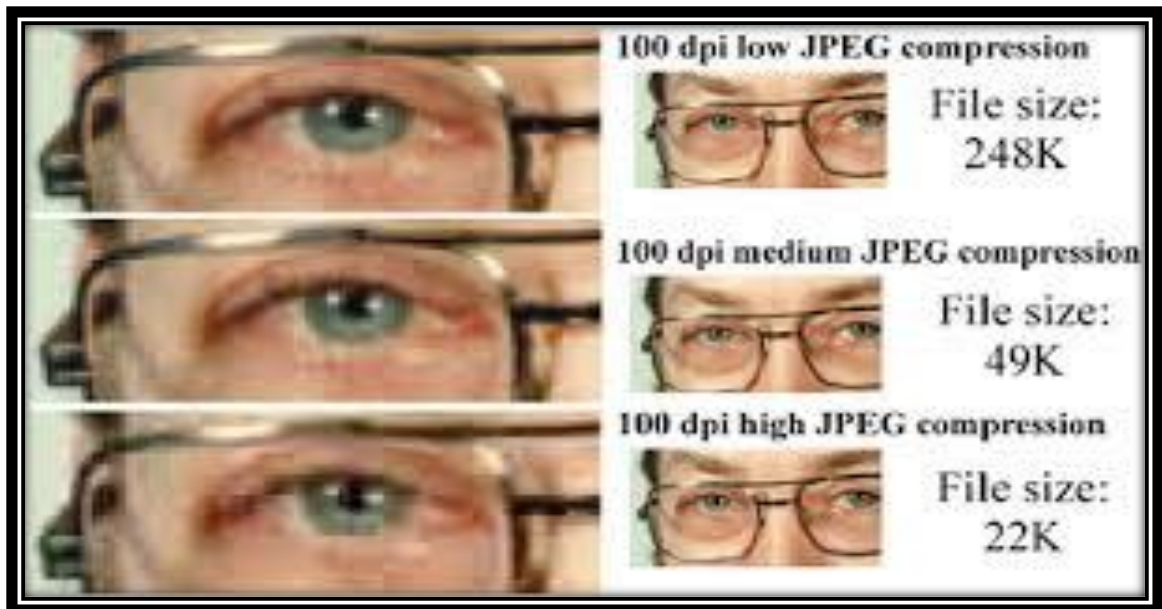 100 dpi low JPEG compression
File size:
248K
100 dpi medium JPEG compression
File size:
49K
100 dpi high JPEG compression
File size:
22K